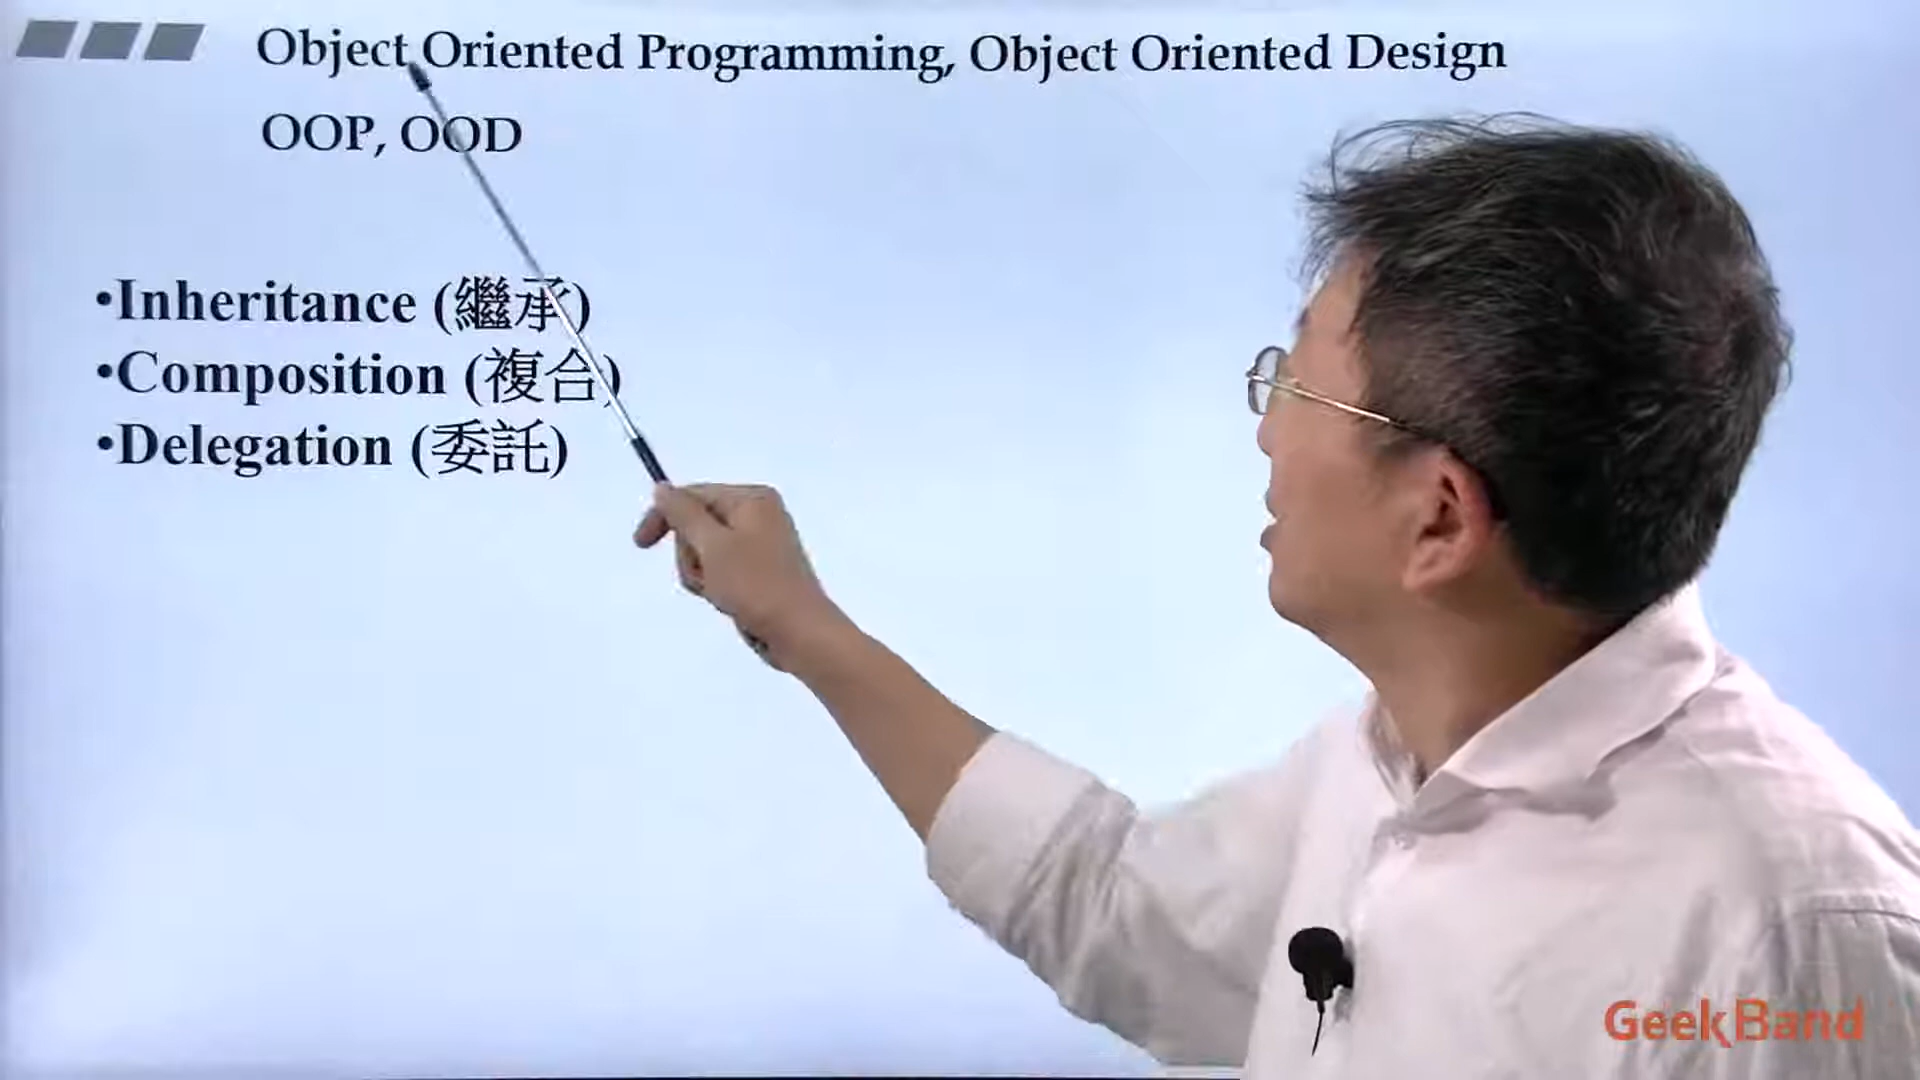 Object Oriented Programming, Object Oriented Design
OOP, OOD
•Inheritance (繼承)
•Composition (複合)
•Delegation (委託)
GeekBand